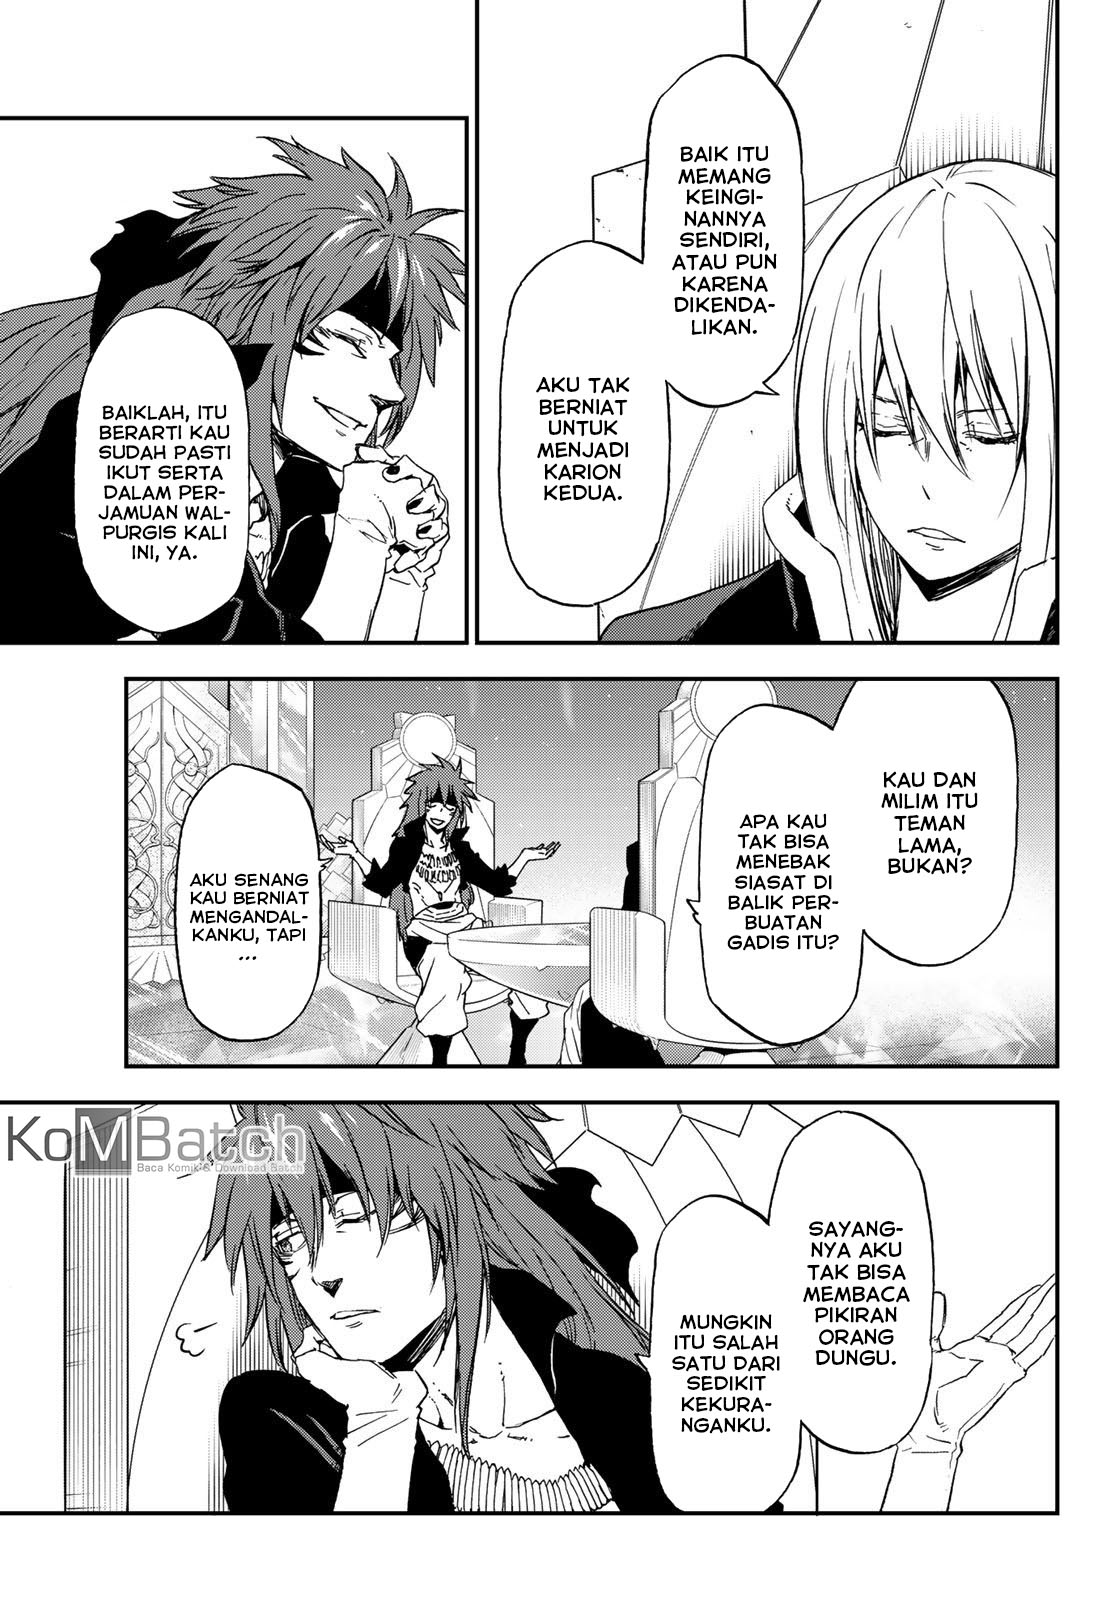 BAIK ITU
MEMANG
KEINGI-
NANNYA
SENDIRI,
ATAU PUN
KARENA
DIKENDA-
LIKAN.
AKU TAK
BERNIAT
UNTUK
MENJADI
KARION
KEDUA.
BAIKLAH, ITU
BERARTI KAU
SUDAH PASTI
IKUT SERTA
DALAM PER-
JAMUAN WAL-
PURGIS KALI
INI, YA.
KAU DAN
MILIM ITU
TEMAN
LAMA,
BUKAN?
APA KAU
TAK BISA
MENEBAK
SIASAT DI
BALIK PER-
BUATAN
GADIS ITU?
AKU SENANG
KAU BERNIAT
MENGANDAL-
KANKU, TAPI
...
SAYANG-
NYA AKU
TAK BISA
MEMBACA
PIKIRAN
ORANG
DUNGU.
MUNGKIN
ITU SALAH
SATU DARI
SEDIKIT
KEKURA-
NGANKU.
KoMBatch
Baca Komik & Download Batch